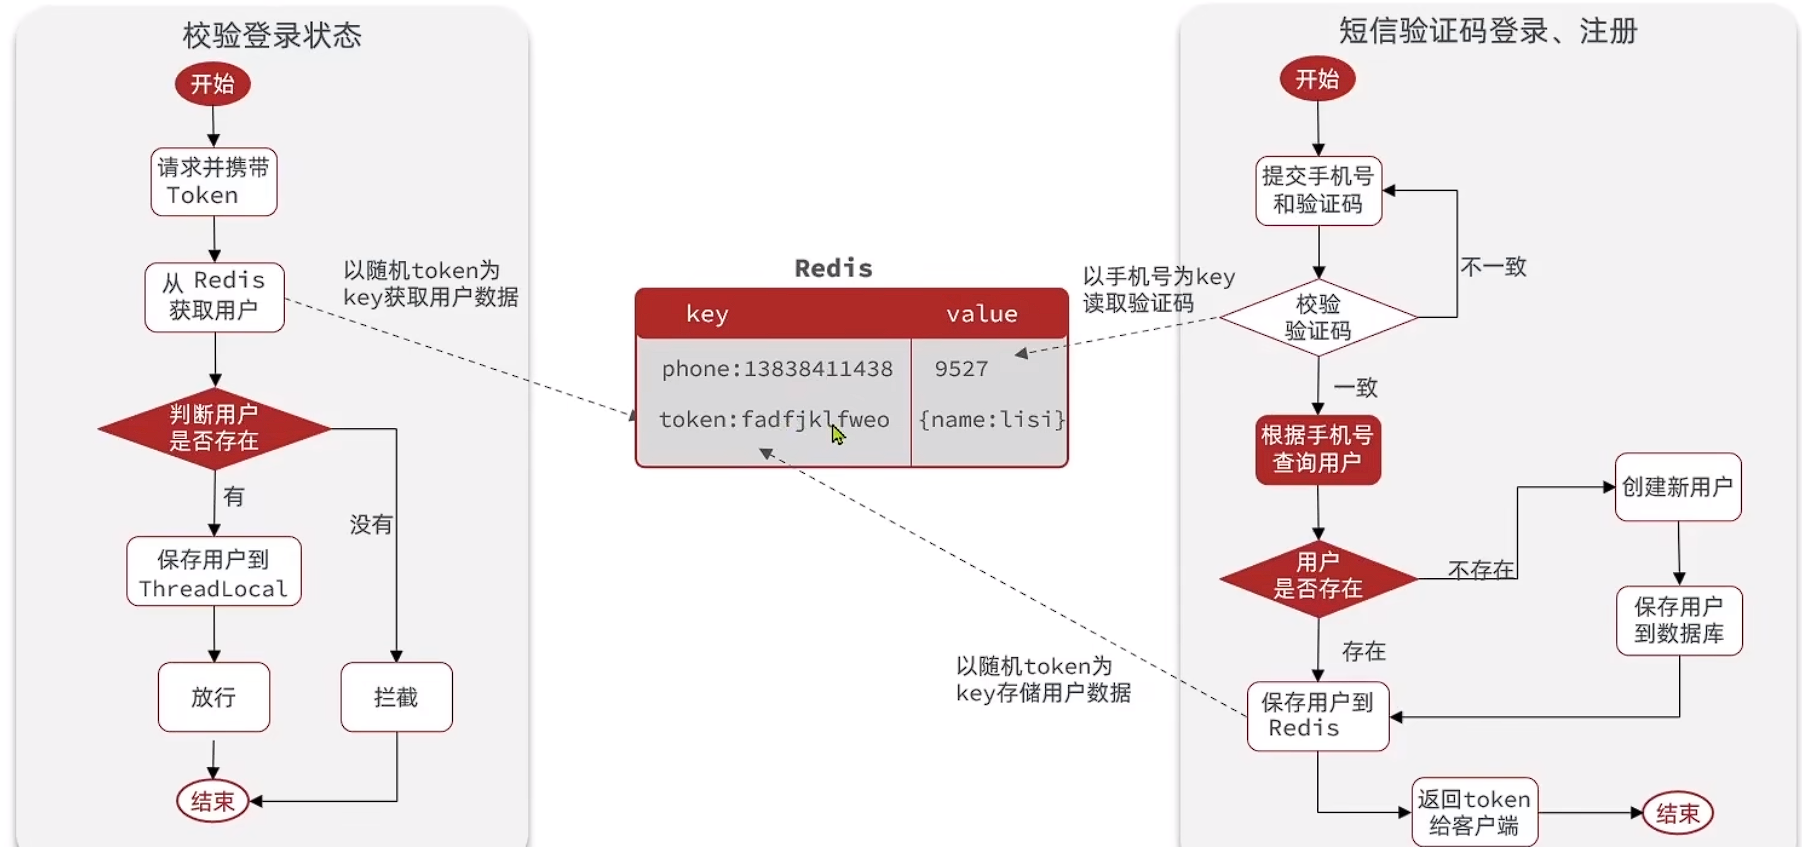 校验登录状态
开始
请求并携带
Token
从 Redis
获取用户
以随机token为
key获取用户数据
判断用户
是否存在
有
没有
保存用户到
ThreadLocal
放行
拦截
结束
Redis
key value
phone:13838411438 9527
token:fadfjklfweo {name:lisi}
以手机号为key
读取验证码
以随机token为
key存储用户数据
短信验证码登录、注册
开始
提交手机号
和验证码
不一致
校验
验证码
一致
根据手机号
查询用户
创建新用户
用户
是否存在
不存在
保存用户
到数据库
存在
保存用户到
Redis
返回token
给客户端
结束